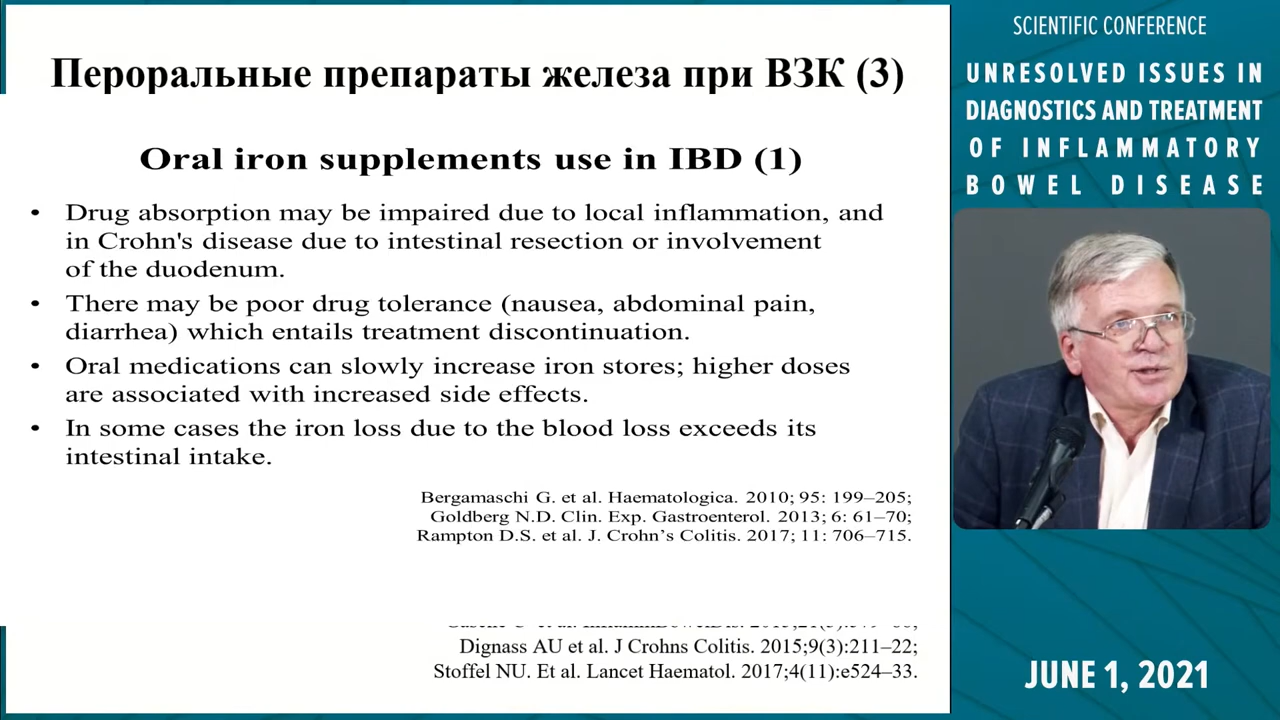 Пероральные препараты железа при ВЗК (3)
Oral iron supplements use in IBD (1)
• Drug absorption may be impaired due to local inflammation, and
in Crohn's disease due to intestinal resection or involvement
of the duodenum.
• There may be poor drug tolerance (nausea, abdominal pain,
diarrhea) which entails treatment discontinuation.
• Oral medications can slowly increase iron stores; higher doses
are associated with increased side effects.
• In some cases the iron loss due to the blood loss exceeds its
intestinal intake.
Bergamaschi G. et al. Haematologica. 2010; 95: 199–205;
Goldberg N.D. Clin. Exp. Gastroenterol. 2013; 6: 61–70;
Rampton D.S. et al. J. Crohn's Colitis. 2017; 11: 706–715.
Dignass AU et al. J Crohns Colitis. 2015;9(3):211–22;
Stoffel NU. Et al. Lancet Haematol. 2017;4(11):e524–33.
SCIENTIFIC CONFERENCE
UNRESOLVED ISSUES IN
DIAGNOSTICS AND TREATMENT
OF INFLAMMATORY
BOWEL DISEASE
JUNE 1, 2021